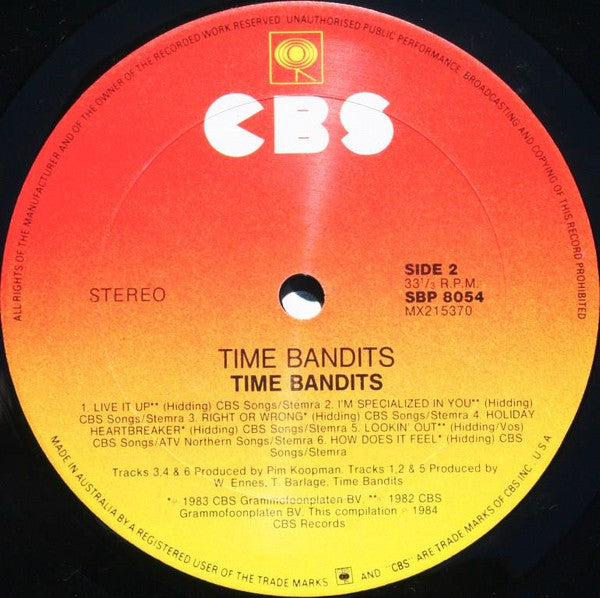 ALL RIGHTS OF THE MANUFACTURER AND OF THE OWNER OF THE RECORDED WORK RESERVED. UNAUTHORISED PUBLIC PERFORMANCE, BROADCASTING AND COPYING OF THIS RECORD PROHIBITED
CBS
SIDE 2
33 1/3 R.P.M.
STEREO
SBP 8054
MX215370
TIME BANDITS
TIME BANDITS
1. LIVE IT UP** (Hidding) CBS Songs/Stemra 2. I'M SPECIALIZED IN YOU** (Hidding)
CBS Songs/Stemra 3. RIGHT OR WRONG* (Hidding) CBS Songs/Stemra 4. HOLIDAY
HEARTBREAKER* (Hidding) CBS Songs/Stemra 5. LOOKIN' OUT** (Hidding/Vos)
CBS Songs/ATV Northern Songs/Stemra 6. HOW DOES IT FEEL* (Hidding) CBS
Songs/Stemra
Tracks 3,4 & 6 Produced by Pim Koopman. Tracks 1,2 & 5 Produced by
W. Ennes, T. Barlage, Time Bandits
*℗ 1983 CBS Grammofoonplaten BV. **℗ 1982 CBS
Grammofoonplaten BV. This compilation ℗ 1984
CBS Records
MADE IN AUSTRALIA BY A REGISTERED USER OF THE TRADE MARKS AND "CBS" ARE TRADE MARKS OF CBS INC. U.S.A